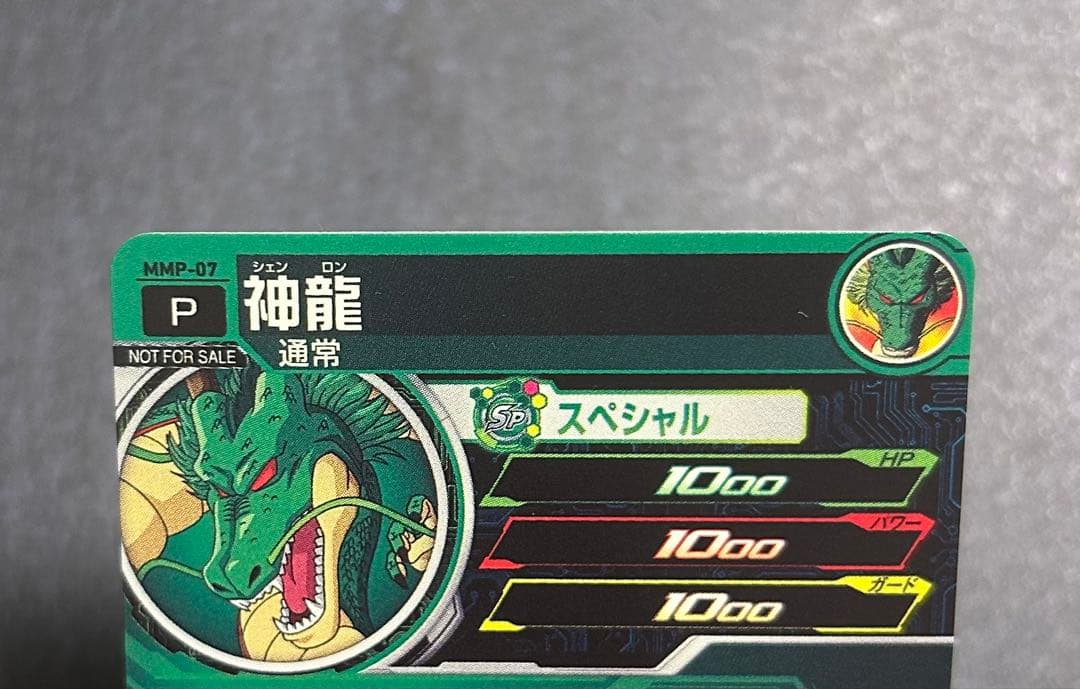 MMP-07
P
シェン ロン
神龍
通常
NOT FOR SALE
SP スペシャル
HP
1000
パワー
1000
ガード
1000